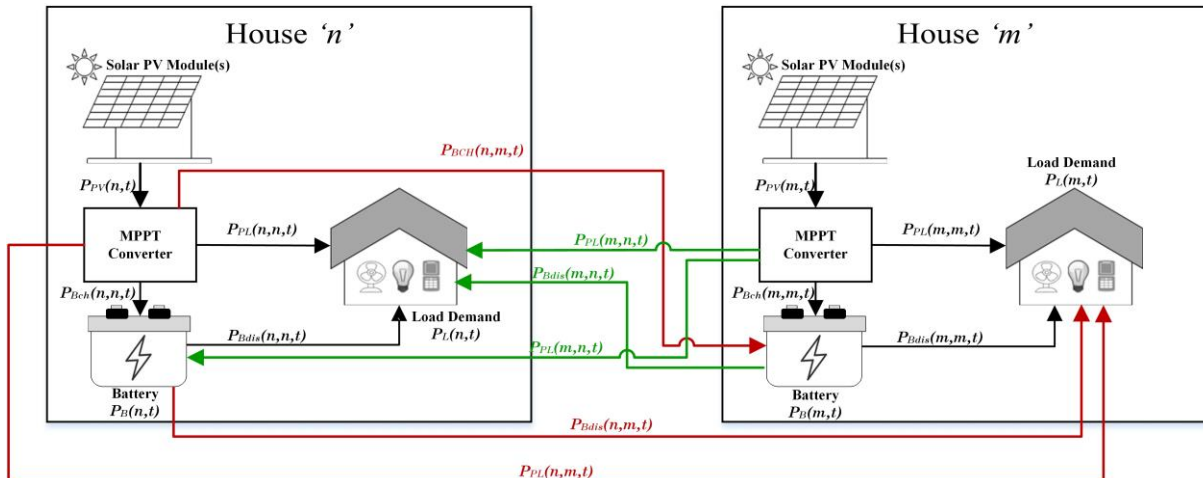 House ‘n’
Solar PV Module(s)
P_PV(n,t)
MPPT
Converter
P_PL(n,n,t)
P_Bch(n,n,t)
P_Bdis(n,n,t)
Load Demand
P_L(n,t)
Battery
P_B(n,t)
P_BCH(n,m,t)
P_PL(m,n,t)
P_Bdis(m,n,t)
P_PL(m,n,t)
P_Bdis(n,m,t)
P_PL(n,m,t)
House ‘m’
Solar PV Module(s)
P_PV(m,t)
MPPT
Converter
P_PL(m,m,t)
P_Bch(m,m,t)
P_Bdis(m,m,t)
Load Demand
P_L(m,t)
Battery
P_B(m,t)